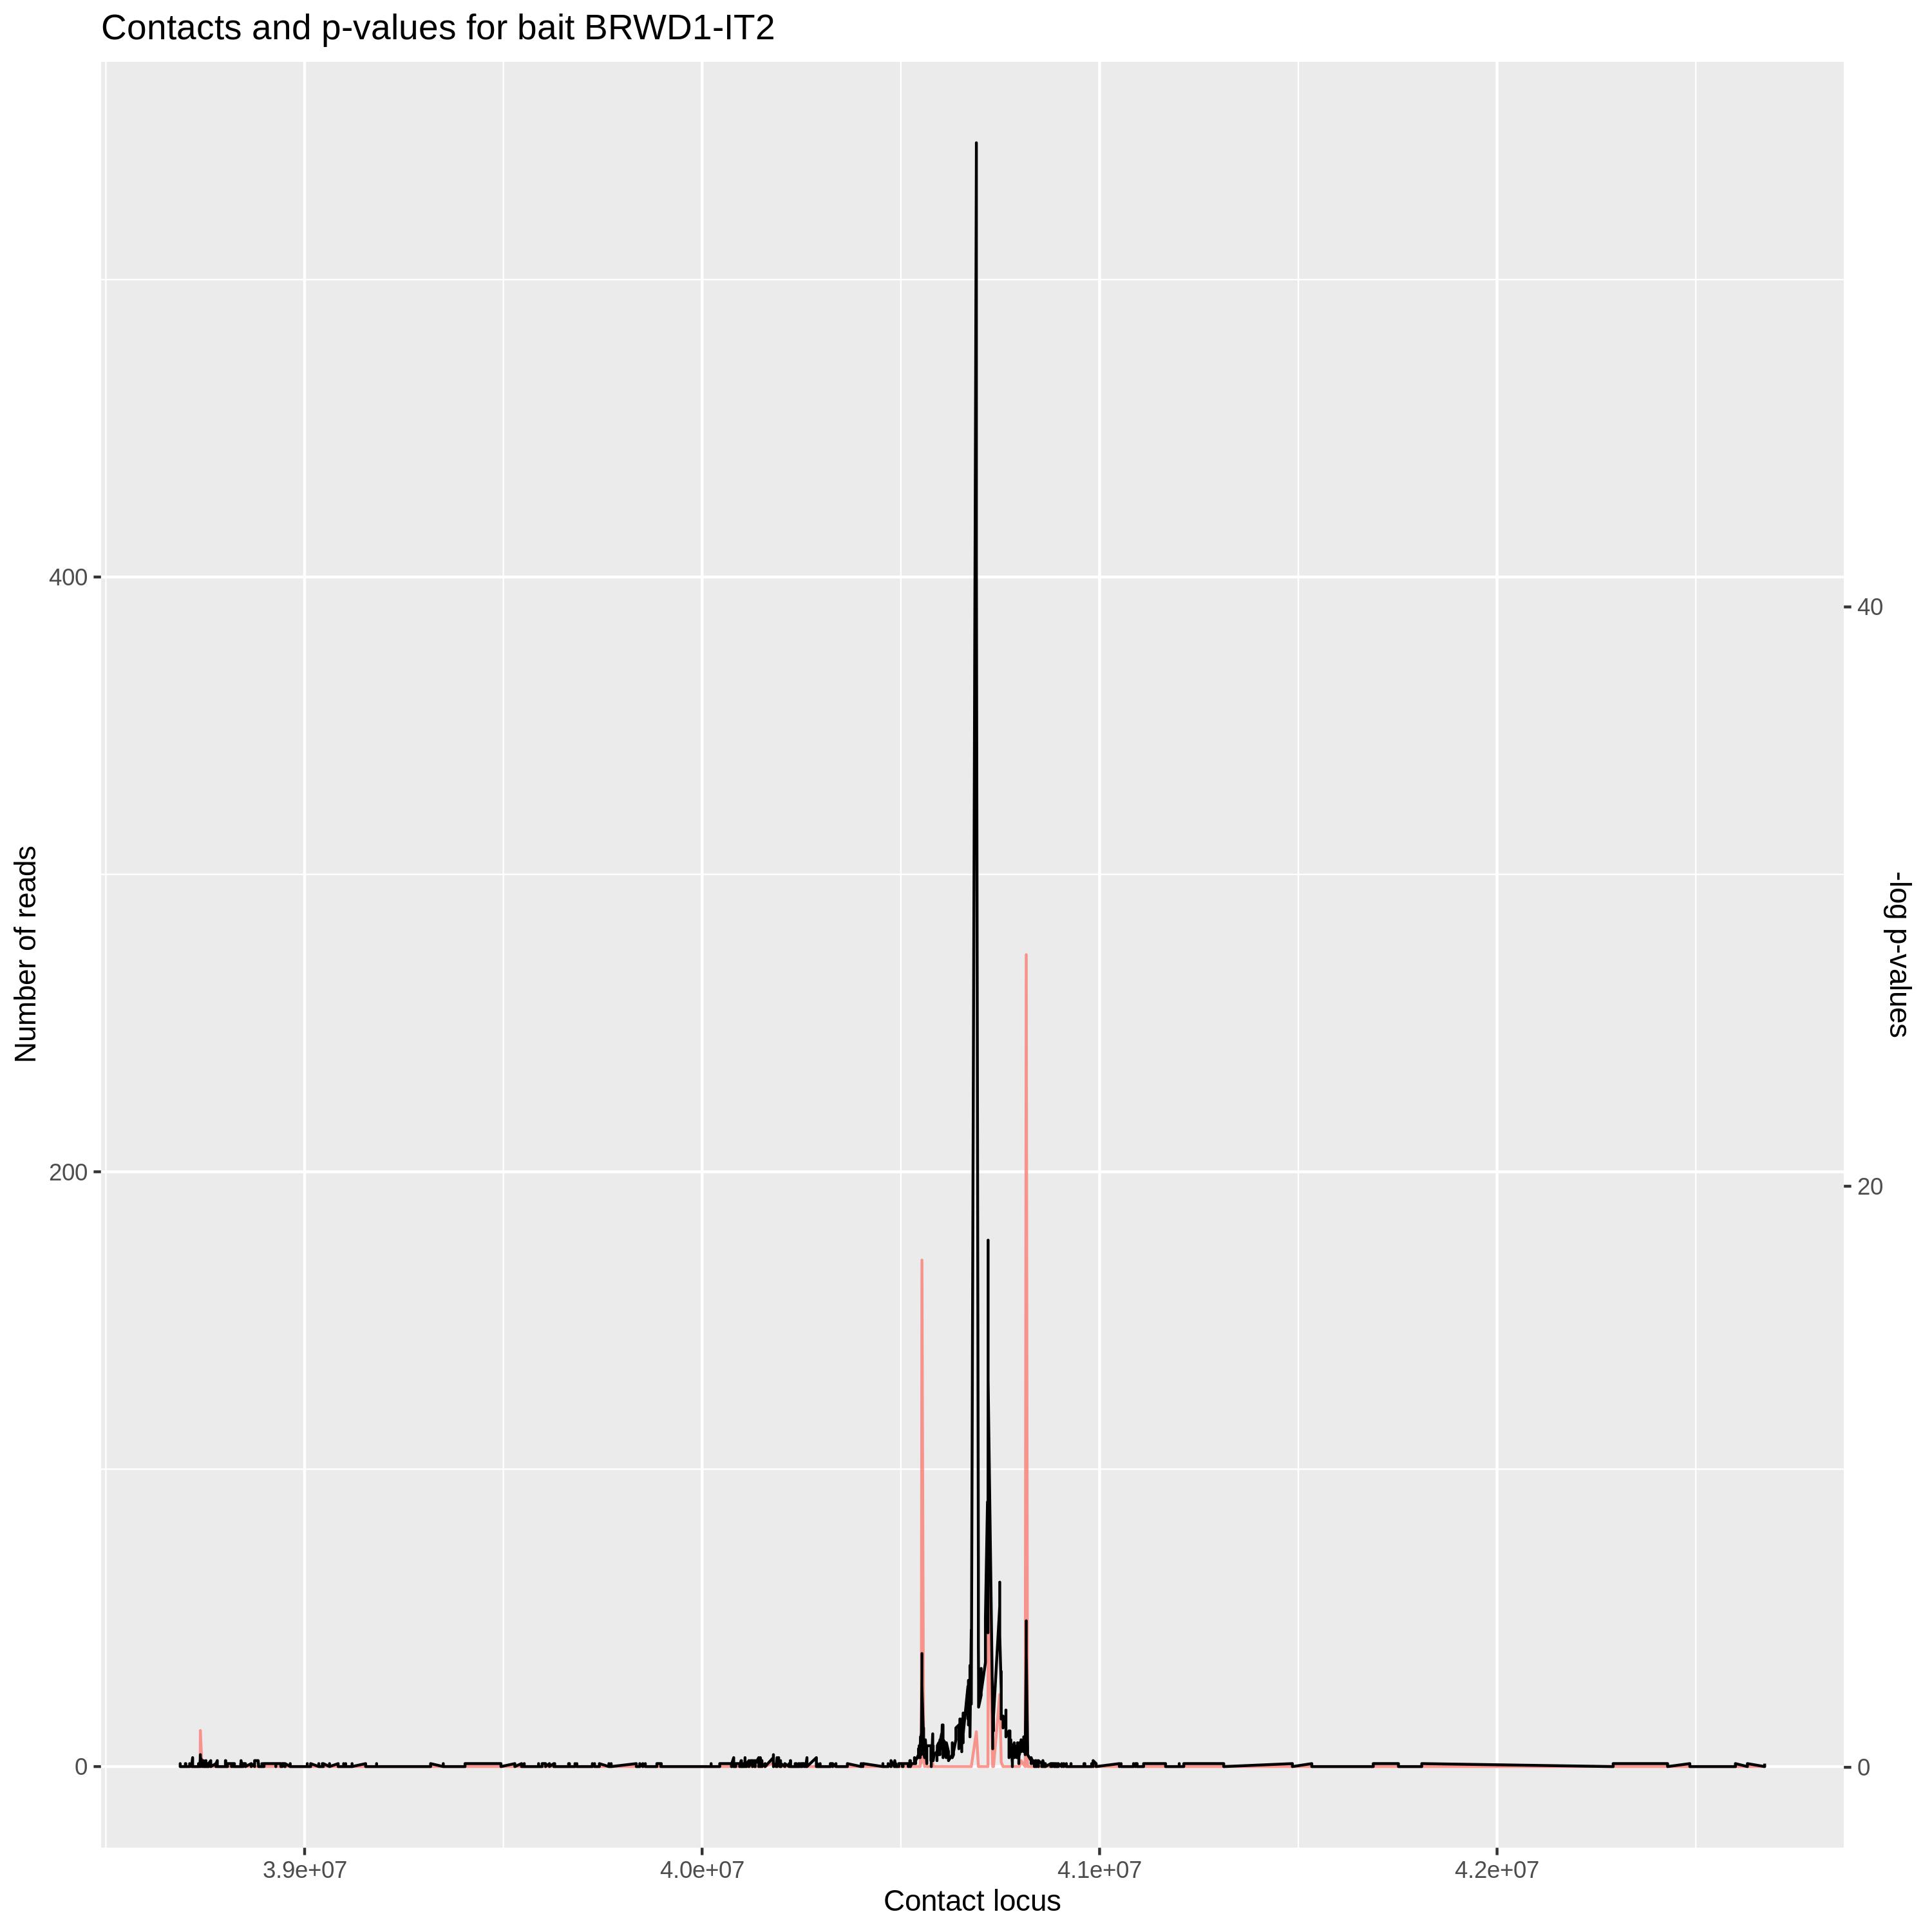 Contacts and p-values for bait BRWD1-IT2
Number of reads
400
200
0
-log p-values
40
20
0
3.9e+07
4.0e+07
4.1e+07
4.2e+07
Contact locus